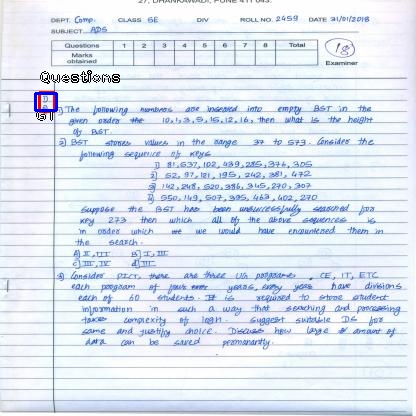 27, DHANKAWADI, PUNE 411 043.
DEPT. Comp. CLASS SE DIV ROLL NO. 2459 DATE 31/01/2018
SUBJECT. ADS
Questions 1 2 3 4 5 6 7 8 Total
Marks obtained
18
Examiner
Questions
1) The following numbers are inserted into empty BST in the
given order 10,1,3,5,15,12,16, then what is the height
of BST.
2) BST stores values in the range 37 to 573. Consider the
following sequence of keys
1) 81,537,102,439,285,376,305
2) 52, 97,121,195, 242,381,472
3) 142,248,520,386,345,270,307
4) 550,149,507,395,463,402,270
Suppose the BST has been unsuccessfully searched for
key 273 then which all of the above sequences is
in order which we would have encountered them in
the search.
A) II, III B) I, III
C) III, IV d) III
3) Consider PICT, there are three UG programs, CE, IT, ETC
each program of four years, every year have divisions
each of 60 students. It is required to store student
information in such a way that searching and processing
takes complexity of logn. suggest suitable DS for
same and justify choice. Discuss how large amount of
data can be saved permanantly.